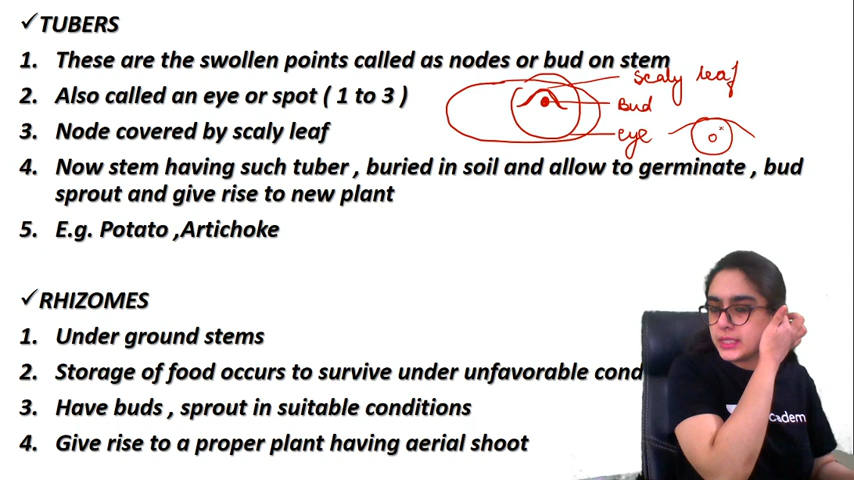 ✓TUBERS
1. These are the swollen points called as nodes or bud on stem
scaly leaf
2. Also called an eye or spot ( 1 to 3 )
Bud
3. Node covered by scaly leaf
eye
4. Now stem having such tuber , buried in soil and allow to germinate , bud
sprout and give rise to new plant
5. E.g. Potato ,Artichoke
✓RHIZOMES
1. Under ground stems
2. Storage of food occurs to survive under unfavorable cond
3. Have buds , sprout in suitable conditions
4. Give rise to a proper plant having aerial shoot
cadem